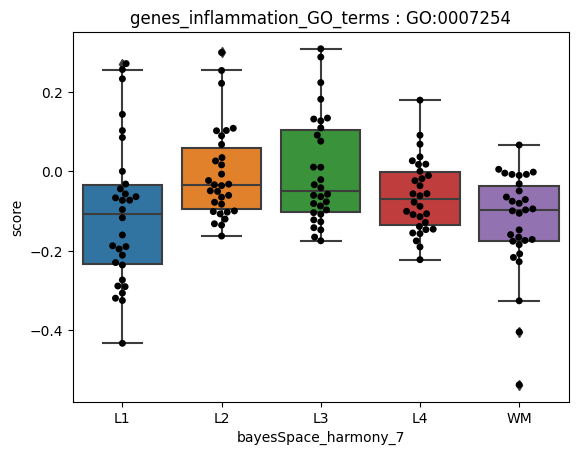 genes_inflammation_GO_terms : GO:0007254
0.2
0.0
−0.2
−0.4
score
L1 L2 L3 L4 WM
bayesSpace_harmony_7